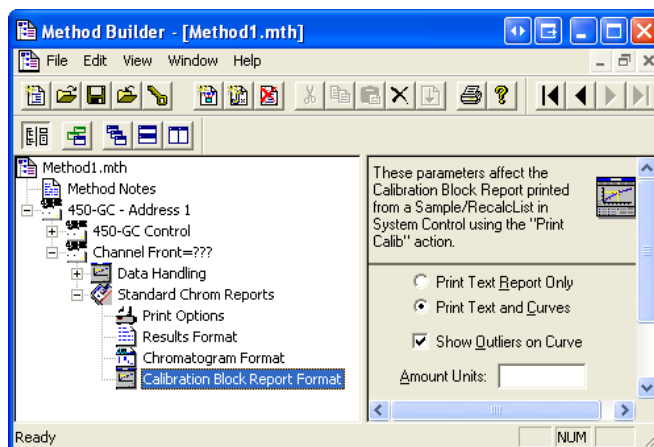 Method Builder - [Method1.mth]
File Edit View Window Help
Method1.mth
Method Notes
450-GC - Address 1
450-GC Control
Channel Front=???
Data Handling
Standard Chrom Reports
Print Options
Results Format
Chromatogram Format
Calibration Block Report Format
These parameters affect the
Calibration Block Report printed
from a Sample/RecalcList in
System Control using the "Print
Calib" action.
Print Text Report Only
Print Text and Curves
Show Outliers on Curve
Amount Units:
Ready
NUM